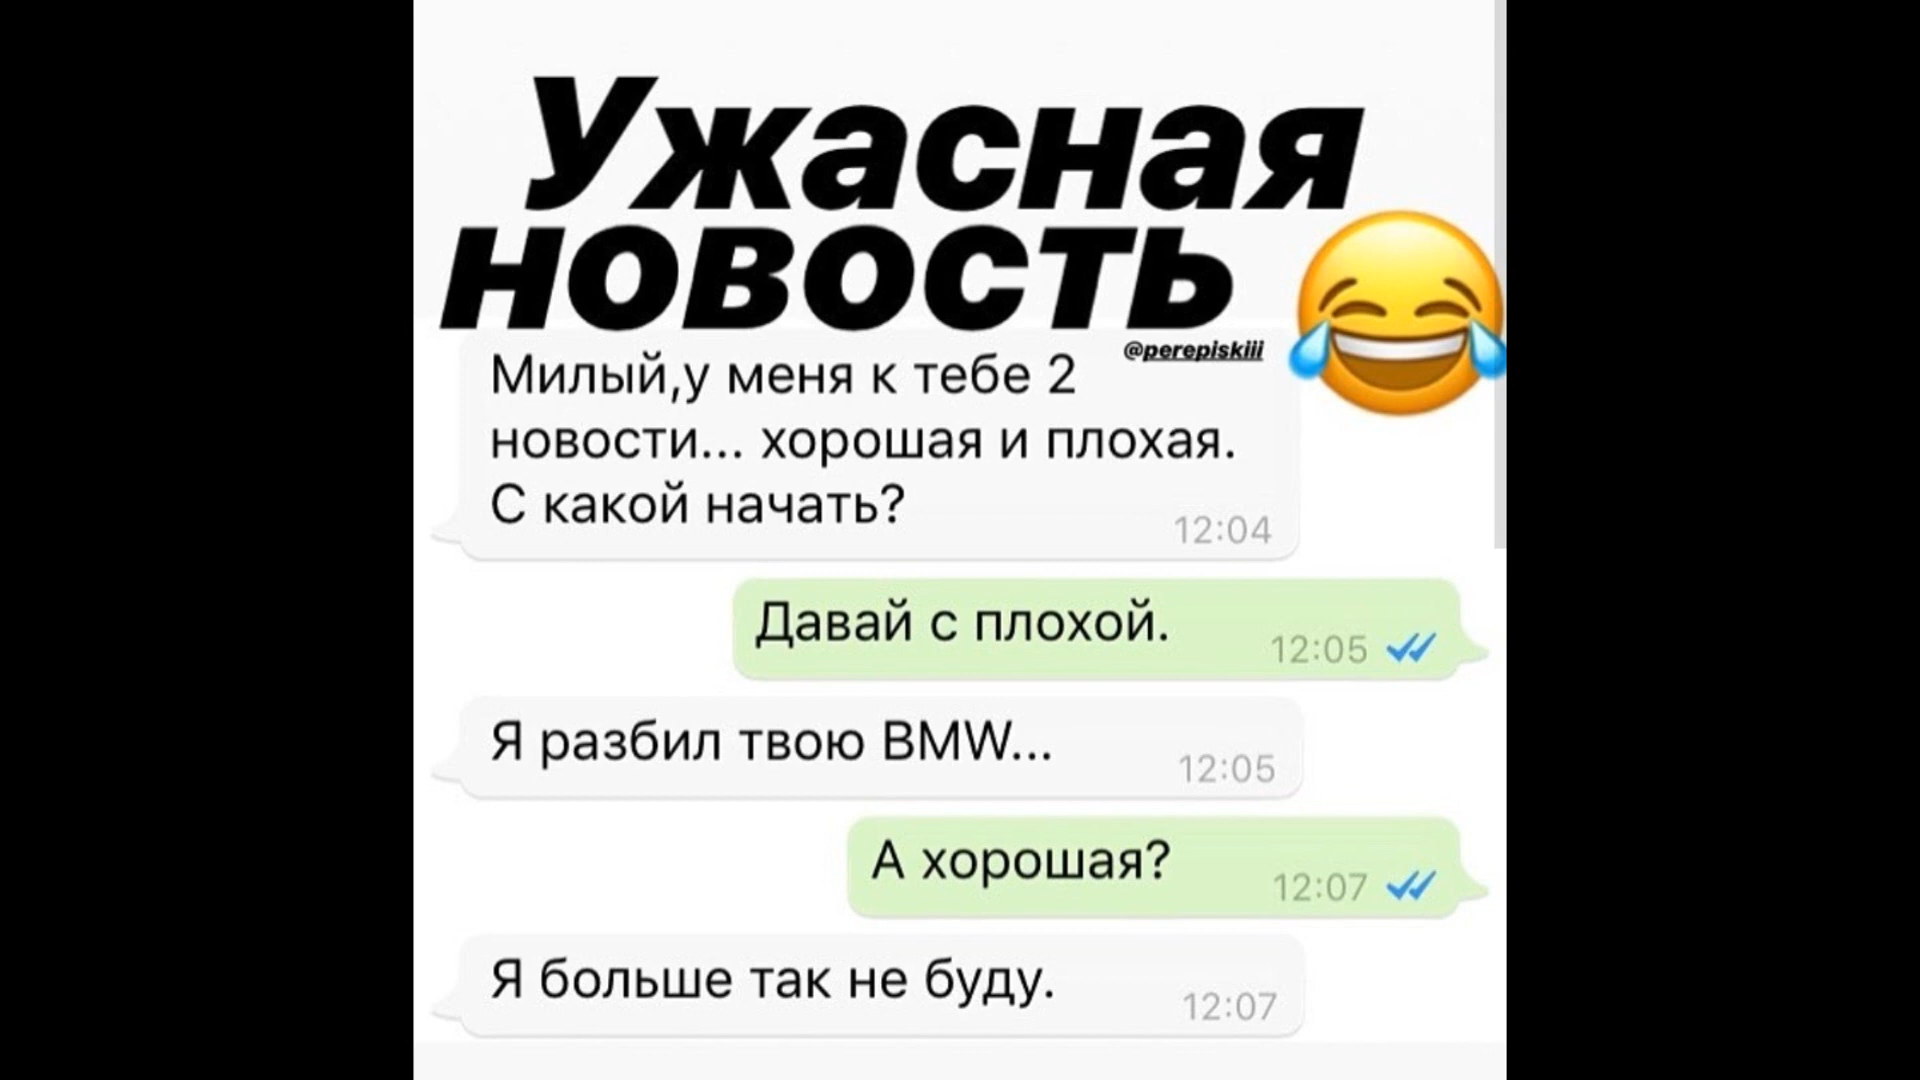 Ужасная
новость
@perepiskiii
Милый,у меня к тебе 2
новости... хорошая и плохая.
С какой начать?
12:04
Давай с плохой.
12:05
Я разбил твою BMW...
12:05
А хорошая?
12:07
Я больше так не буду.
12:07